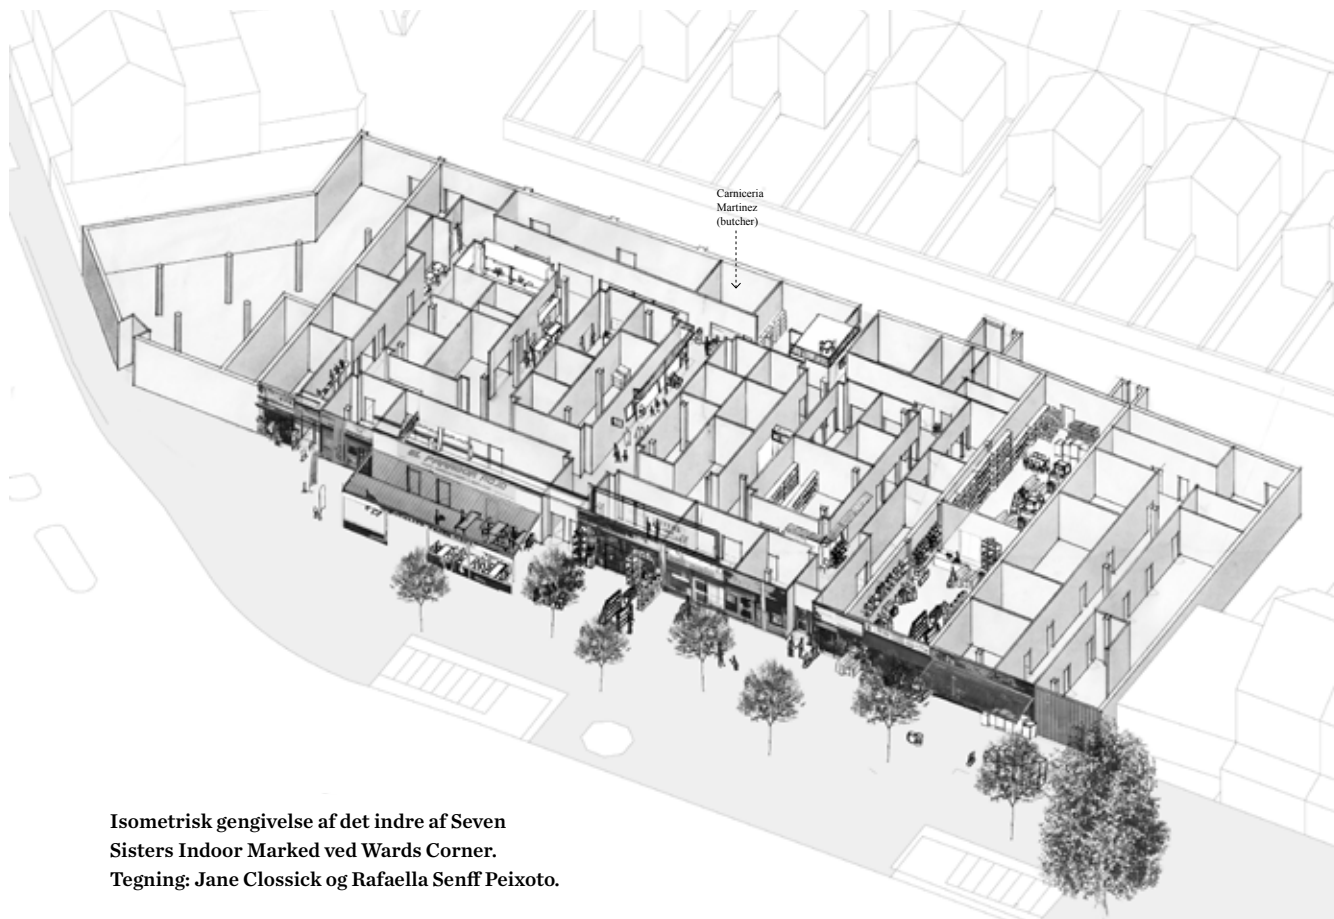 Carniceria
Martinez
(butcher)
Isometrisk gengivelse af det indre af Seven
Sisters Indoor Marked ved Wards Corner.
Tegning: Jane Clossick og Rafaella Senff Peixoto.